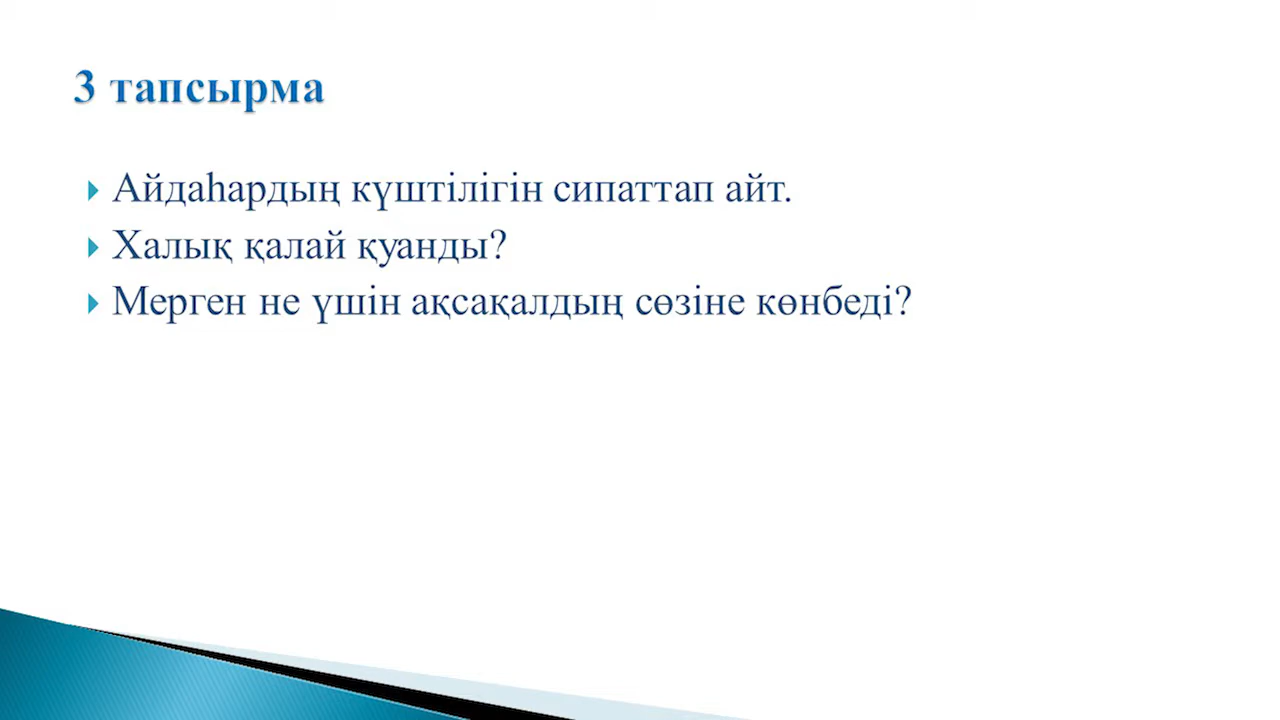 3 тапсырма
Айдаһардың күштілігін сипаттап айт.
Халық қалай қуанды?
Мерген не үшін ақсақалдың сөзіне көнбеді?